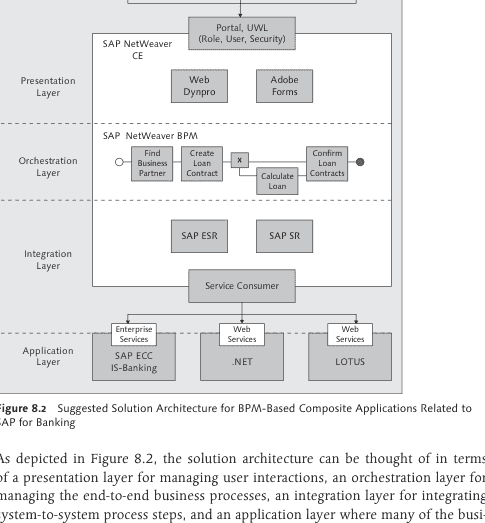 Portal, UWL
(Role, User, Security)
SAP NetWeaver
CE
Presentation
Layer
Web
Dynpro
Adobe
Forms
SAP NetWeaver BPM
Orchestration
Layer
Find
Business
Partner
Create
Loan
Contract
x
Calculate
Loan
Confirm
Loan
Contracts
Integration
Layer
SAP ESR
SAP SR
Service Consumer
Application
Layer
Enterprise
Services
SAP ECC
IS-Banking
Web
Services
.NET
Web
Services
LOTUS
Figure 8.2 Suggested Solution Architecture for BPM-Based Composite Applications Related to
SAP for Banking
As depicted in Figure 8.2, the solution architecture can be thought of in terms
of a presentation layer for managing user interactions, an orchestration layer for
managing the end-to-end business processes, an integration layer for integrating
system-to-system process steps, and an application layer where many of the busi-